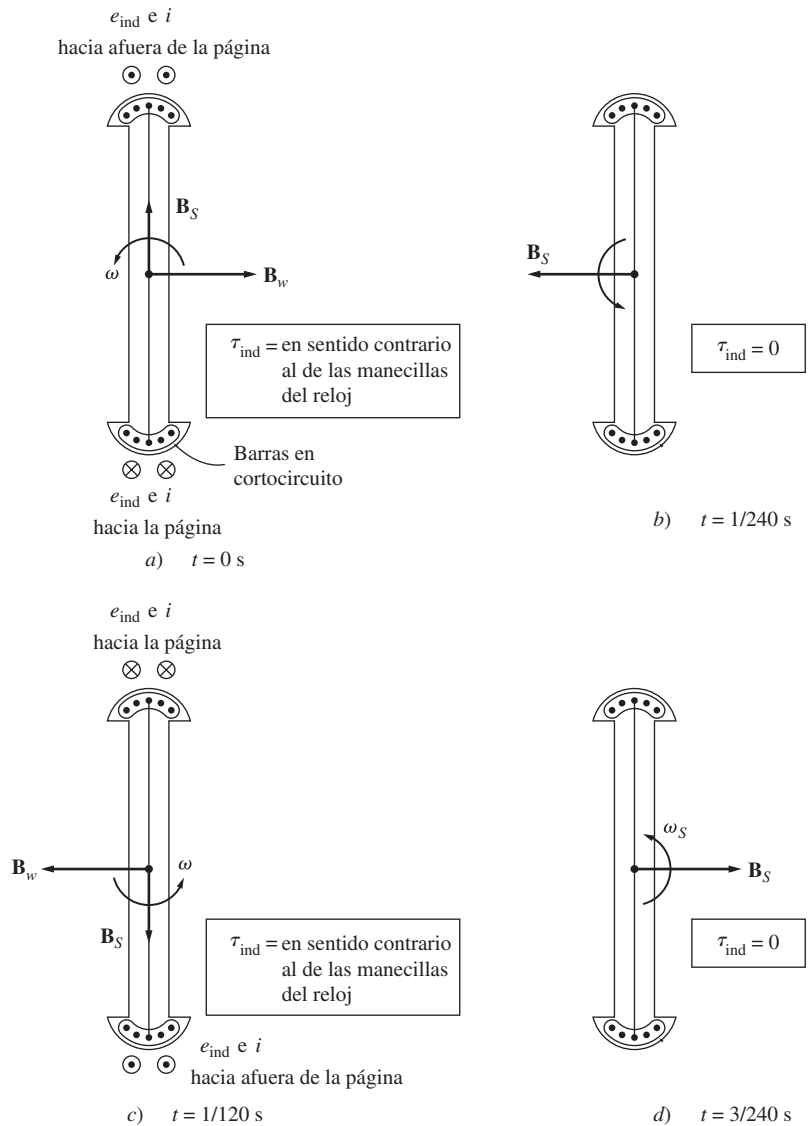 e_ind e i
hacia afuera de la página
B_S
ω
B_w
τ_ind = en sentido contrario
al de las manecillas
del reloj
Barras en
cortocircuito
e_ind e i
hacia la página
a) t = 0 s
B_S
τ_ind = 0
b) t = 1/240 s
e_ind e i
hacia la página
B_w
ω
B_S
τ_ind = en sentido contrario
al de las manecillas
del reloj
e_ind e i
hacia afuera de la página
c) t = 1/120 s
ω_S
B_S
τ_ind = 0
d) t = 3/240 s